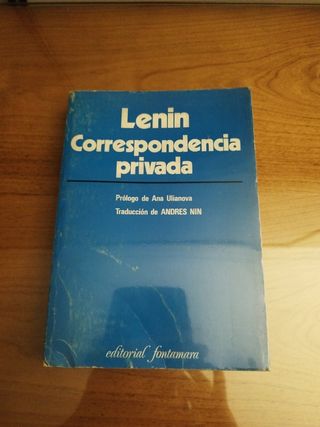 Lenin
Correspondencia
privada
Prólogo de Ana Ulianova
Traducción de ANDRES NIN
editorial fontamara